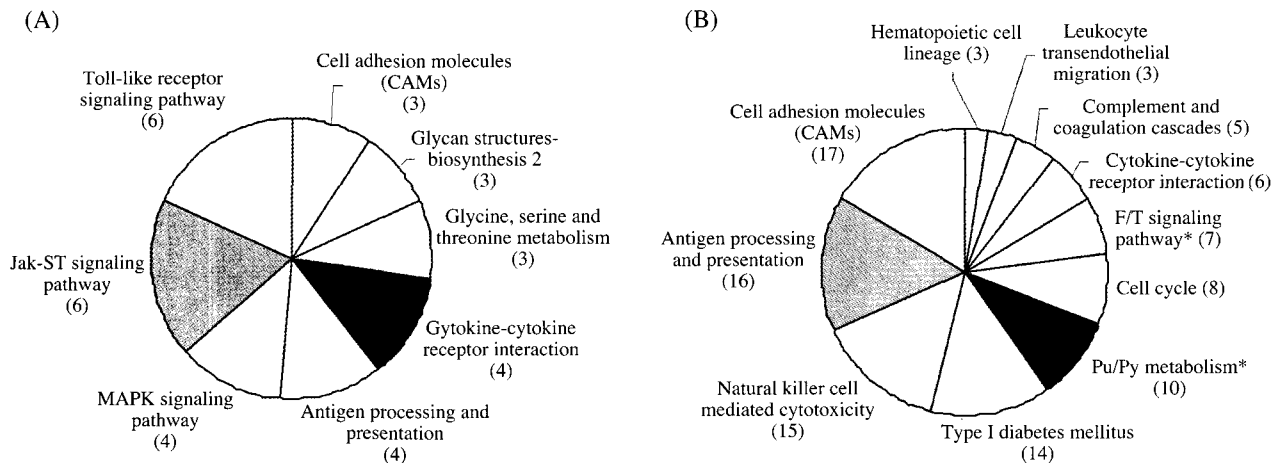 (A)
Toll-like receptor
signaling pathway
(6)
Cell adhesion molecules
(CAMs)
(3)
Glycan structures-
biosynthesis 2
(3)
Glycine, serine and
threonine metabolism
(3)
Gytokine-cytokine
receptor interaction
(4)
Antigen processing and
presentation
(4)
MAPK signaling
pathway
(4)
Jak-ST signaling
pathway
(6)
(B)
Hematopoietic cell
lineage (3)
Leukocyte
transendothelial
migration (3)
Complement and
coagulation cascades (5)
Cytokine-cytokine
receptor interaction (6)
F/T signaling
pathway* (7)
Cell cycle (8)
Pu/Py metabolism*
(10)
Type I diabetes mellitus
(14)
Natural killer cell
mediated cytotoxicity
(15)
Antigen processing
and presentation
(16)
Cell adhesion molecules
(CAMs)
(17)